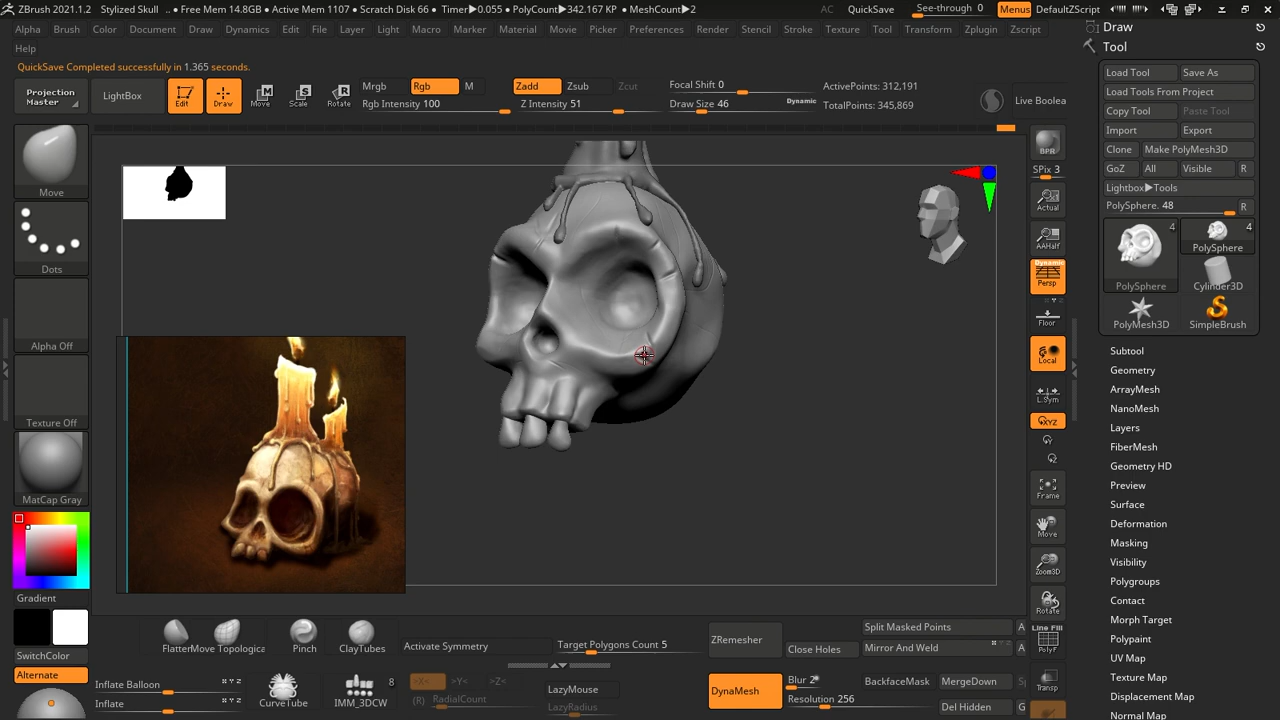 ZBrush 2021.1.2 Stylized Skull .. • Free Mem 14.8GB • Active Mem 1107 • Scratch Disk 66 • Timer▶0.055 • PolyCount▶342.167 KP • MeshCount▶2 AC QuickSave See-through 0 Menus DefaultZScript
Alpha Brush Color Document Draw Dynamics Edit File Layer Light Macro Marker Material Movie Picker Preferences Render Stencil Stroke Texture Tool Transform Zplugin Zscript
Help
QuickSave Completed successfully in 1.365 seconds.
Projection Master
LightBox
Edit
Draw
Move
Scale
Rotate
Mrgb Rgb M
Rgb Intensity 100
Zadd Zsub Zcut
Z Intensity 51
Focal Shift 0
Draw Size 46 Dynamic
ActivePoints: 312,191
TotalPoints: 345,869
Live Boolea
Move
Dots
Alpha Off
Texture Off
MatCap Gray
Gradient
SwitchColor
Alternate
BPR
SPix 3
Actual
AAHalf
Dynamic
Persp
Floor
Local
L.Sym
XYZ
Frame
Move
Zoom3D
Rotate
Line Fill
PolyF
Transp
Draw
Tool
Load Tool Save As
Load Tools From Project
Copy Tool Paste Tool
Import Export
Clone Make PolyMesh3D
GoZ All Visible R
Lightbox▶Tools
PolySphere. 48 R
4 4
PolySphere
PolySphere Cylinder3D
PolyMesh3D SimpleBrush
Subtool
Geometry
ArrayMesh
NanoMesh
Layers
FiberMesh
Geometry HD
Preview
Surface
Deformation
Masking
Visibility
Polygroups
Contact
Morph Target
Polypaint
UV Map
Texture Map
Displacement Map
Normal Map
FlatterMove Topologica Pinch ClayTubes
Activate Symmetry
Target Polygons Count 5
ZRemesher
Close Holes
Split Masked Points A
Mirror And Weld A
Inflate Balloon
Inflate
CurveTube
IMM_3DCW 8
>X< >Y< >Z<
(R) RadialCount
LazyMouse
LazyRadius
DynaMesh
Blur 2
Resolution 256
BackfaceMask MergeDown Sp
Del Hidden G